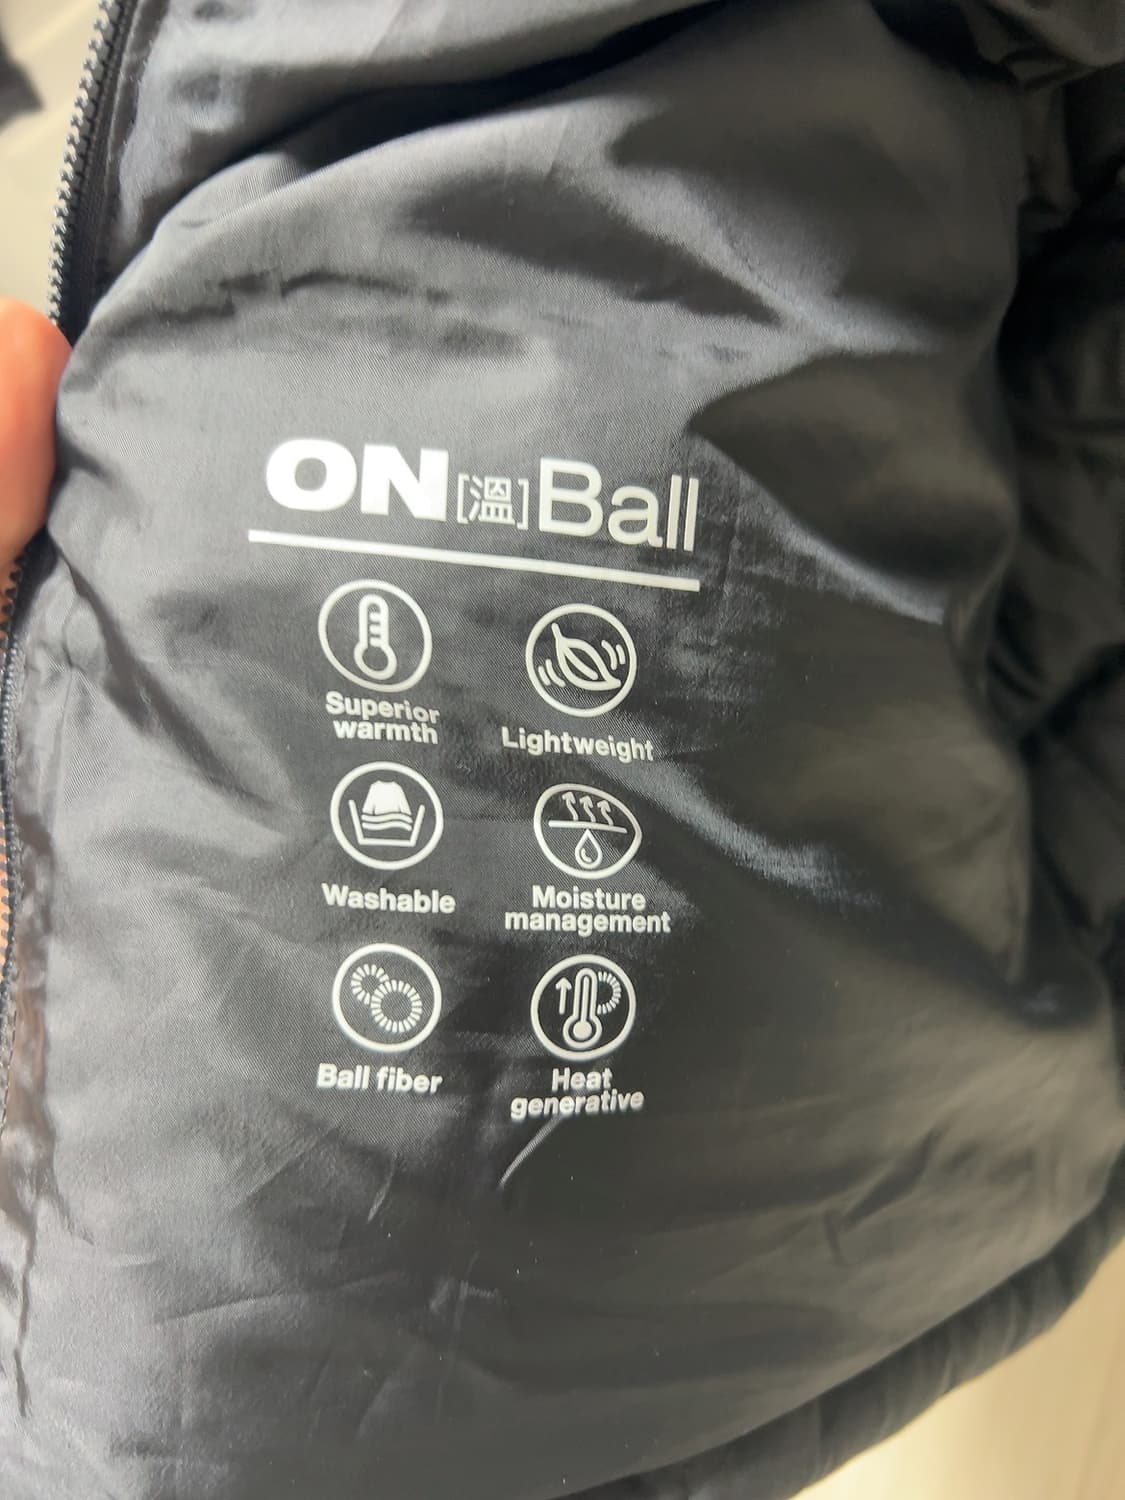 ON[溫]Ball
Superior
warmth
Lightweight
Washable
Moisture
management
Ball fiber
Heat
generative